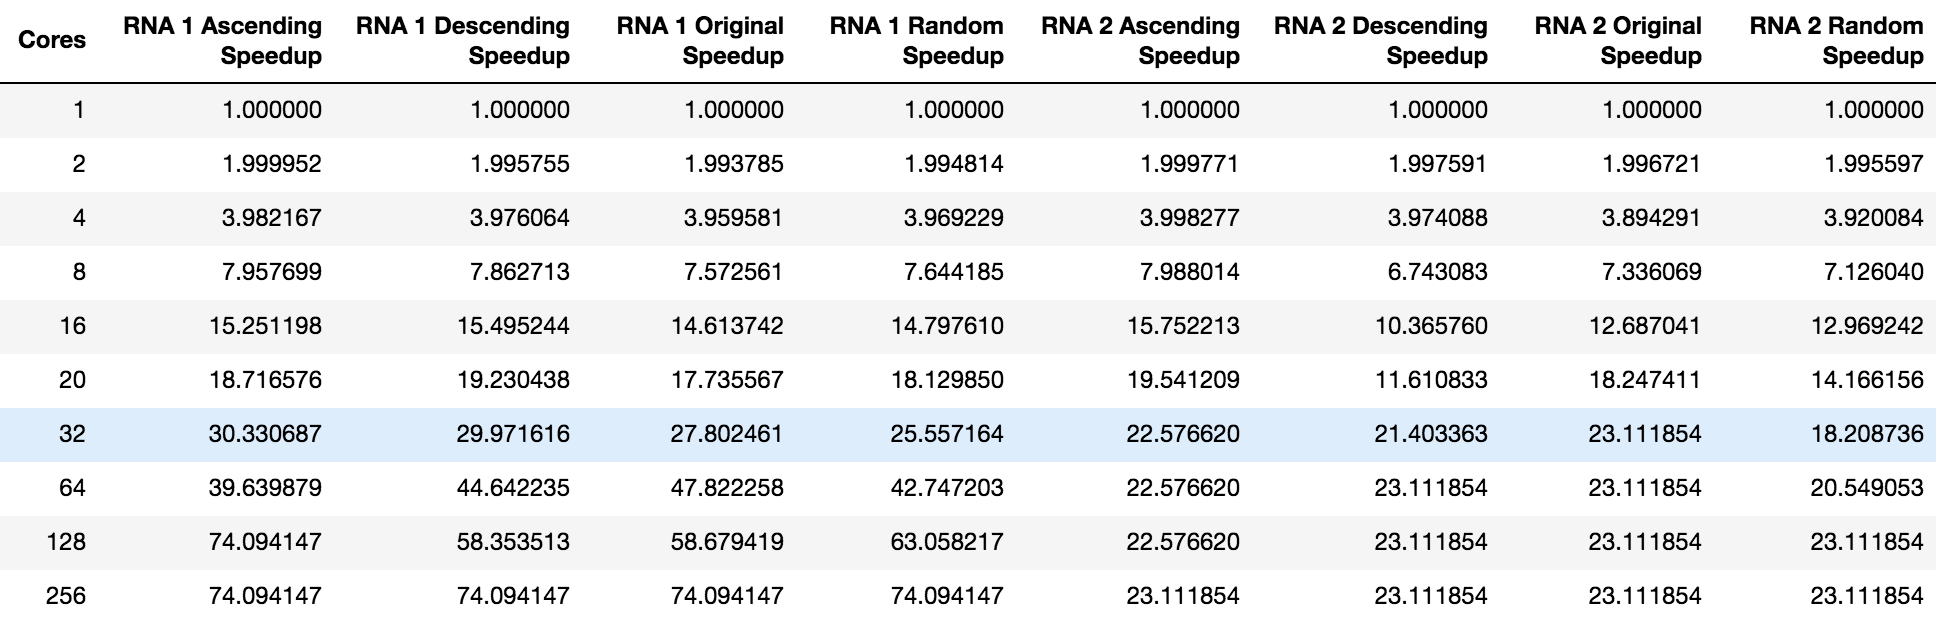 Cores RNA 1 Ascending Speedup RNA 1 Descending Speedup RNA 1 Original Speedup RNA 1 Random Speedup RNA 2 Ascending Speedup RNA 2 Descending Speedup RNA 2 Original Speedup RNA 2 Random Speedup
1 1.000000 1.000000 1.000000 1.000000 1.000000 1.000000 1.000000 1.000000
2 1.999952 1.995755 1.993785 1.994814 1.999771 1.997591 1.996721 1.995597
4 3.982167 3.976064 3.959581 3.969229 3.998277 3.974088 3.894291 3.920084
8 7.957699 7.862713 7.572561 7.644185 7.988014 6.743083 7.336069 7.126040
16 15.251198 15.495244 14.613742 14.797610 15.752213 10.365760 12.687041 12.969242
20 18.716576 19.230438 17.735567 18.129850 19.541209 11.610833 18.247411 14.166156
32 30.330687 29.971616 27.802461 25.557164 22.576620 21.403363 23.111854 18.208736
64 39.639879 44.642235 47.822258 42.747203 22.576620 23.111854 23.111854 20.549053
128 74.094147 58.353513 58.679419 63.058217 22.576620 23.111854 23.111854 23.111854
256 74.094147 74.094147 74.094147 74.094147 23.111854 23.111854 23.111854 23.111854